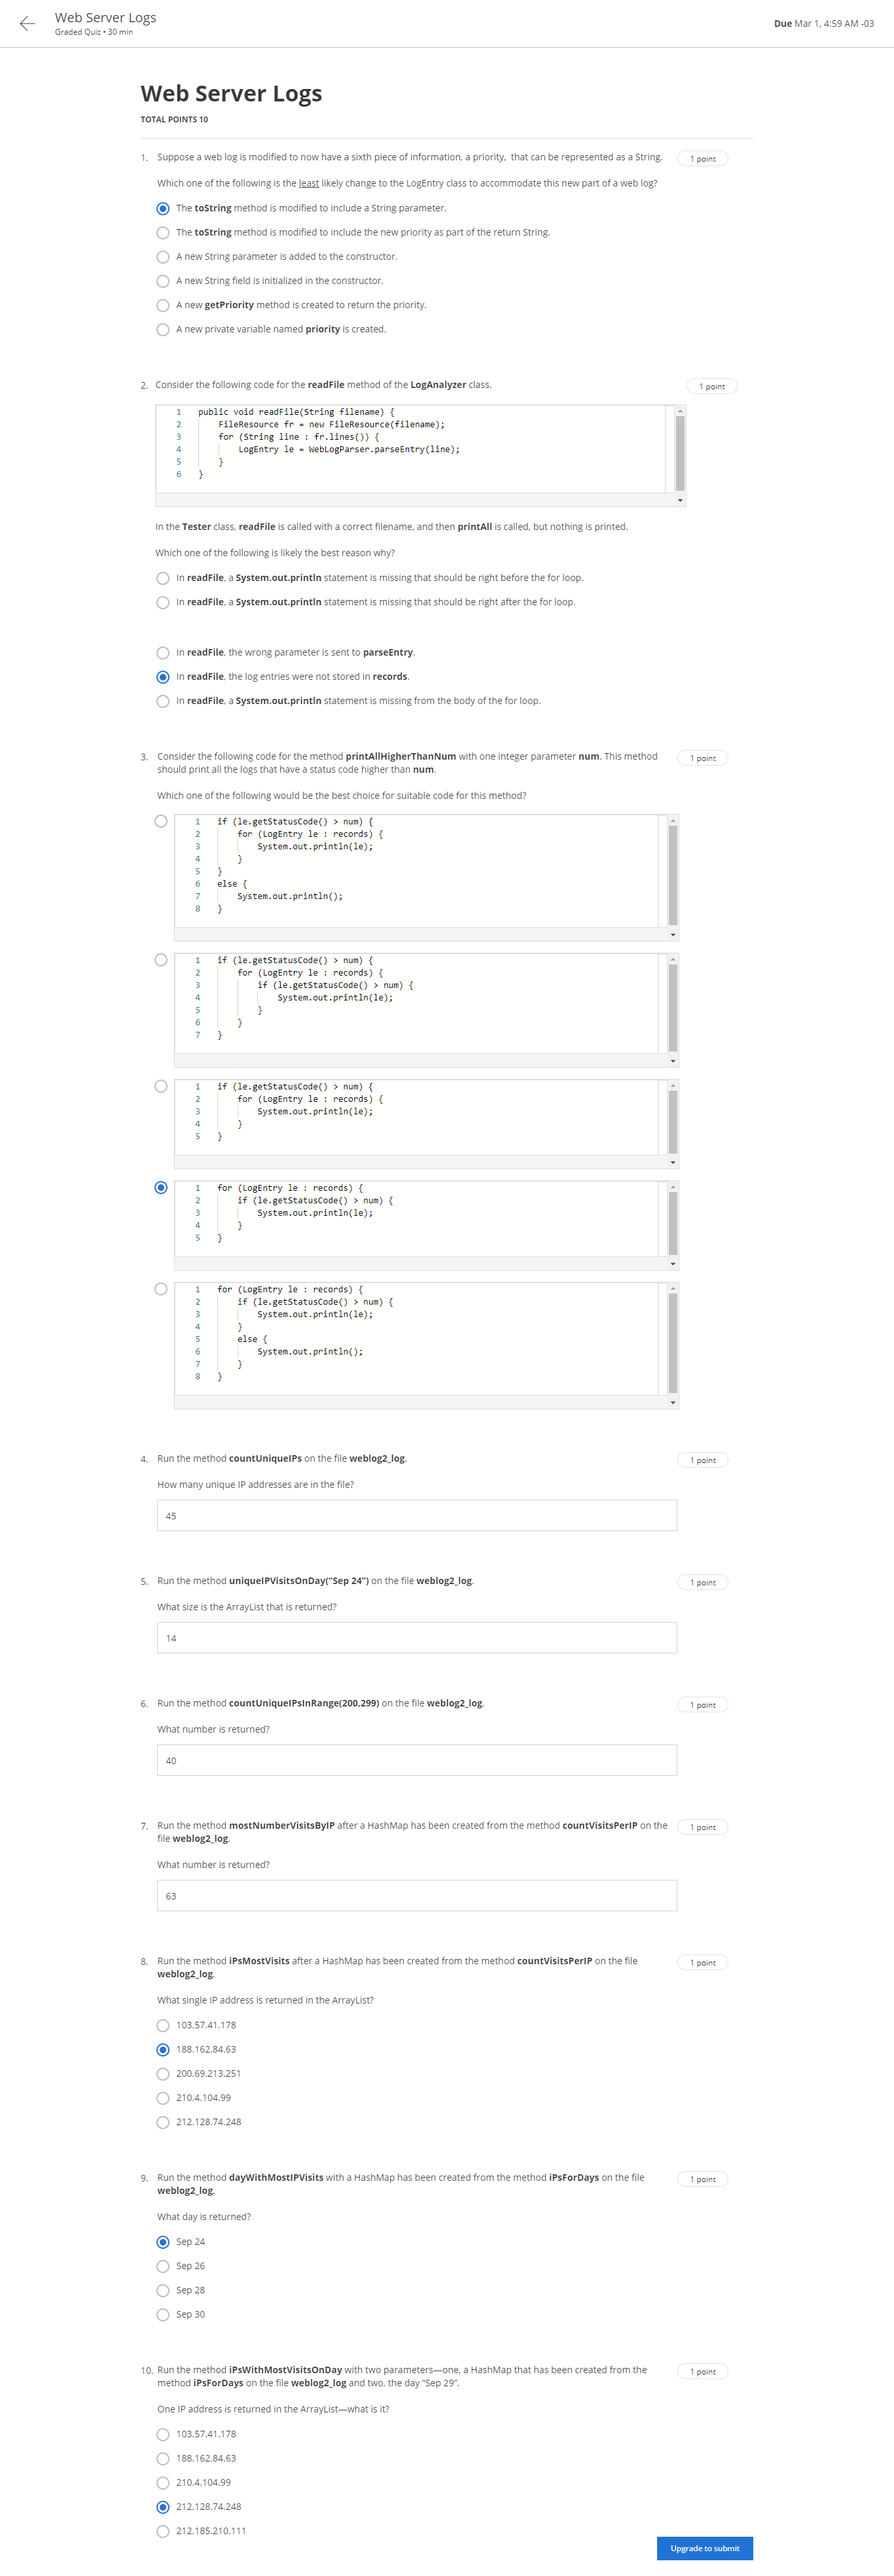 Web Server Logs
Graded Quiz • 30 min
Due Mar 1, 4:59 AM -03
Web Server Logs
TOTAL POINTS 10
1. Suppose a web log is modified to now have a sixth piece of information, a priority, that can be represented as a String.
1 point
Which one of the following is the least likely change to the LogEntry class to accommodate this new part of a web log?
The toString method is modified to include a String parameter.
The toString method is modified to include the new priority as part of the return String.
A new String parameter is added to the constructor.
A new String field is initialized in the constructor.
A new getPriority method is created to return the priority.
A new private variable named priority is created.
2. Consider the following code for the readFile method of the LogAnalyzer class.
1 point
1 public void readFile(String filename) {
2 FileResource fr = new FileResource(filename);
3 for (String line : fr.lines()) {
4 LogEntry le = WebLogParser.parseEntry(line);
5 }
6 }
In the Tester class, readFile is called with a correct filename, and then printAll is called, but nothing is printed.
Which one of the following is likely the best reason why?
In readFile, a System.out.println statement is missing that should be right before the for loop.
In readFile, a System.out.println statement is missing that should be right after the for loop.
In readFile, the wrong parameter is sent to parseEntry.
In readFile, the log entries were not stored in records.
In readFile, a System.out.println statement is missing from the body of the for loop.
3. Consider the following code for the method printAllHigherThanNum with one integer parameter num. This method
should print all the logs that have a status code higher than num.
1 point
Which one of the following would be the best choice for suitable code for this method?
1 if (le.getStatusCode() > num) {
2 for (LogEntry le : records) {
3 System.out.println(le);
4 }
5 }
6 else {
7 System.out.println();
8 }
1 if (le.getStatusCode() > num) {
2 for (LogEntry le : records) {
3 if (le.getStatusCode() > num) {
4 System.out.println(le);
5 }
6 }
7 }
1 if (le.getStatusCode() > num) {
2 for (LogEntry le : records) {
3 System.out.println(le);
4 }
5 }
1 for (LogEntry le : records) {
2 if (le.getStatusCode() > num) {
3 System.out.println(le);
4 }
5 }
1 for (LogEntry le : records) {
2 if (le.getStatusCode() > num) {
3 System.out.println(le);
4 }
5 else {
6 System.out.println();
7 }
8 }
4. Run the method countUniqueIPs on the file weblog2_log.
1 point
How many unique IP addresses are in the file?
45
5. Run the method uniqueIPVisitsOnDay(“Sep 24”) on the file weblog2_log.
1 point
What size is the ArrayList that is returned?
14
6. Run the method countUniqueIPsInRange(200,299) on the file weblog2_log.
1 point
What number is returned?
40
7. Run the method mostNumberVisitsByIP after a HashMap has been created from the method countVisitsPerIP on the
file weblog2_log.
1 point
What number is returned?
63
8. Run the method iPsMostVisits after a HashMap has been created from the method countVisitsPerIP on the file
weblog2_log.
1 point
What single IP address is returned in the ArrayList?
103.57.41.178
188.162.84.63
200.69.213.251
210.4.104.99
212.128.74.248
9. Run the method dayWithMostIPVisits with a HashMap has been created from the method iPsForDays on the file
weblog2_log.
1 point
What day is returned?
Sep 24
Sep 26
Sep 28
Sep 30
10. Run the method iPsWithMostVisitsOnDay with two parameters—one, a HashMap that has been created from the
method iPsForDays on the file weblog2_log and two, the day “Sep 29”.
1 point
One IP address is returned in the ArrayList—what is it?
103.57.41.178
188.162.84.63
210.4.104.99
212.128.74.248
212.185.210.111
Upgrade to submit